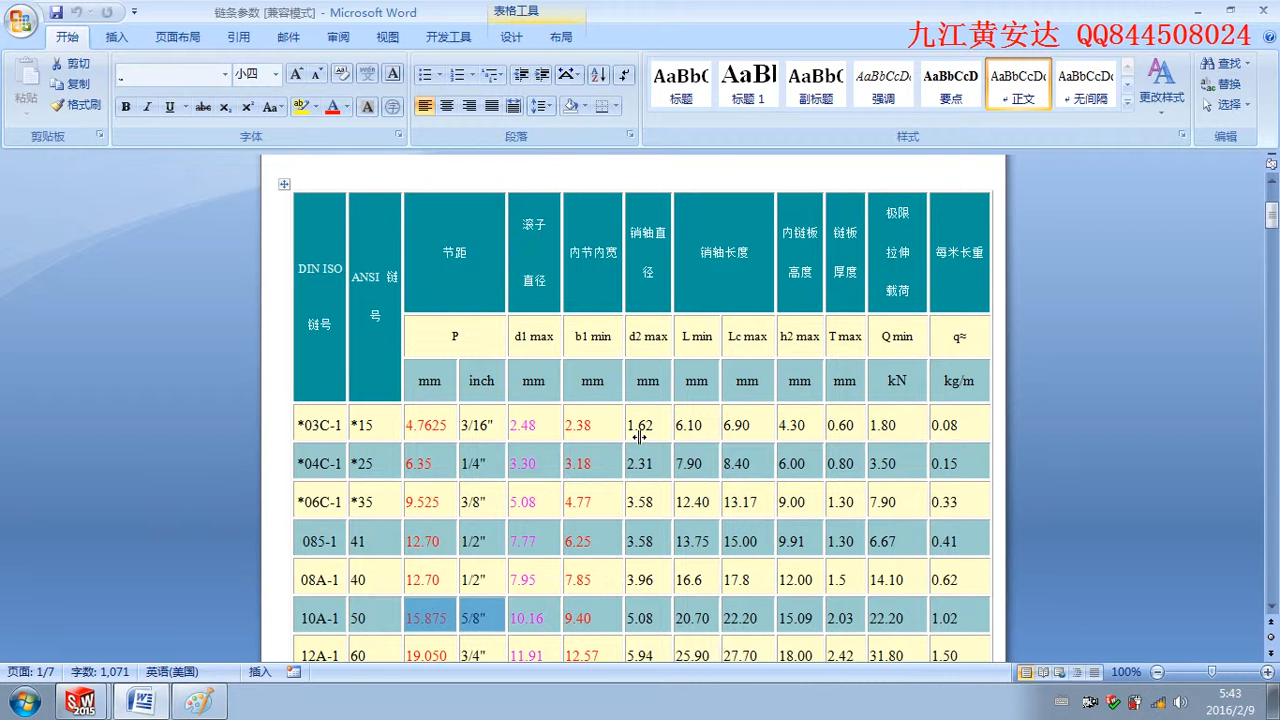 链条参数 [兼容模式] - Microsoft Word
表格工具
九江黄安达 QQ844508024
开始 插入 页面布局 引用 邮件 审阅 视图 开发工具 设计 布局
粘贴
剪切
复制
格式刷
剪贴板
小四
字体
段落
AaBbC AaBbl AaBbC AaBbCcDc AaBbCcD AaBbCcDc AaBbCcDc
标题 标题 1 副标题 强调 要点 正文 无间隔
更改样式
样式
查找
替换
选择
编辑
DIN ISO 链号
ANSI 链号
节距
滚子直径
内节内宽
销轴直径
销轴长度
内链板高度
链板厚度
极限拉伸载荷
每米长重
P d1 max b1 min d2 max L min Lc max h2 max T max Q min q≈
mm inch mm mm mm mm mm mm mm kN kg/m
*03C-1 *15 4.7625 3/16" 2.48 2.38 1.62 6.10 6.90 4.30 0.60 1.80 0.08
*04C-1 *25 6.35 1/4" 3.30 3.18 2.31 7.90 8.40 6.00 0.80 3.50 0.15
*06C-1 *35 9.525 3/8" 5.08 4.77 3.58 12.40 13.17 9.00 1.30 7.90 0.33
085-1 41 12.70 1/2" 7.77 6.25 3.58 13.75 15.00 9.91 1.30 6.67 0.41
08A-1 40 12.70 1/2" 7.95 7.85 3.96 16.6 17.8 12.00 1.5 14.10 0.62
10A-1 50 15.875 5/8" 10.16 9.40 5.08 20.70 22.20 15.09 2.03 22.20 1.02
12A-1 60 19.050 3/4" 11.91 12.57 5.94 25.90 27.70 18.00 2.42 31.80 1.50
页面: 1/7 字数: 1,071 英语(美国) 插入 100%
5:43
2016/2/9